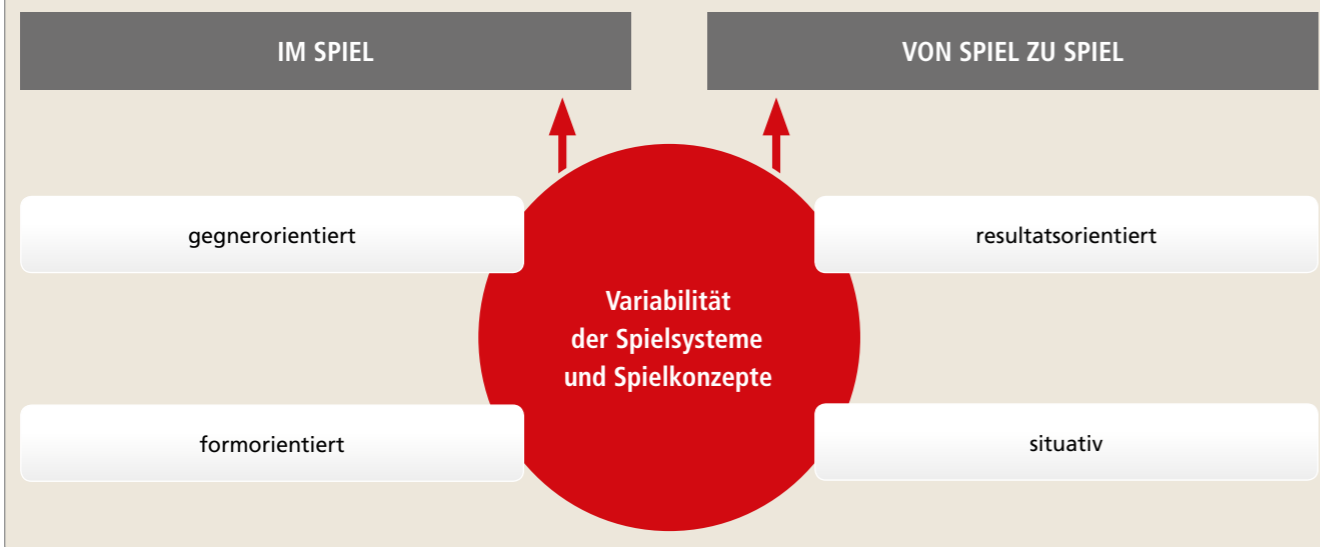 IM SPIEL
VON SPIEL ZU SPIEL
gegnerorientiert
resultatsorientiert
Variabilität
der Spielsysteme
und Spielkonzepte
formorientiert
situativ